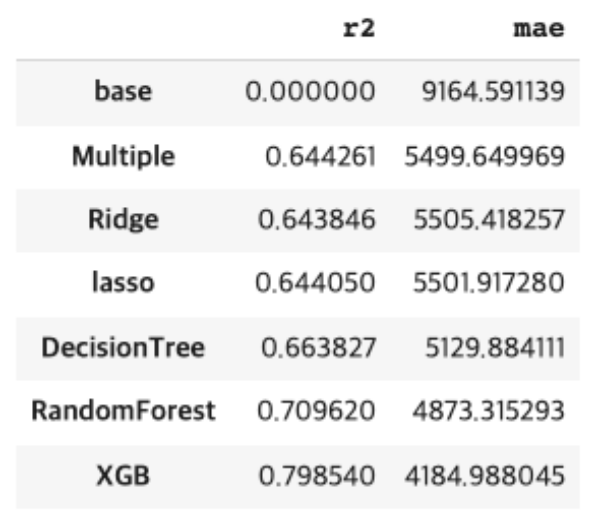 r2 mae
base 0.000000 9164.591139
Multiple 0.644261 5499.649969
Ridge 0.643846 5505.418257
lasso 0.644050 5501.917280
DecisionTree 0.663827 5129.884111
RandomForest 0.709620 4873.315293
XGB 0.798540 4184.988045